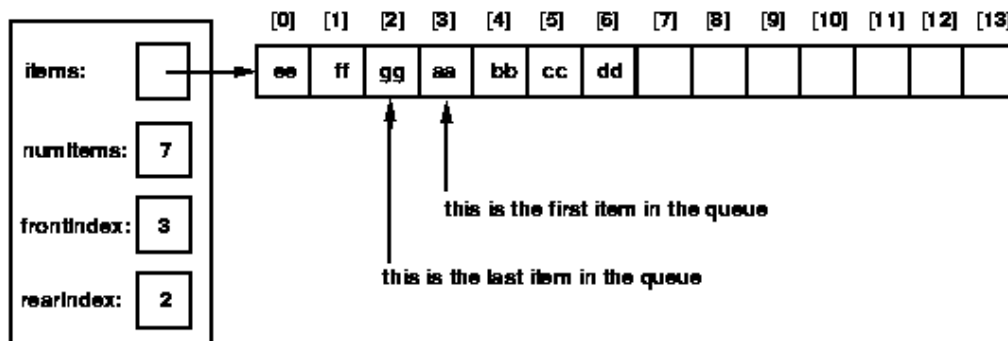 [0] [1] [2] [3] [4] [5] [6] [7] [8] [9] [10] [11] [12] [13]
items: ee ff gg aa bb cc dd
numItems: 7
this is the first item in the queue
frontIndex: 3
this is the last item in the queue
rearIndex: 2